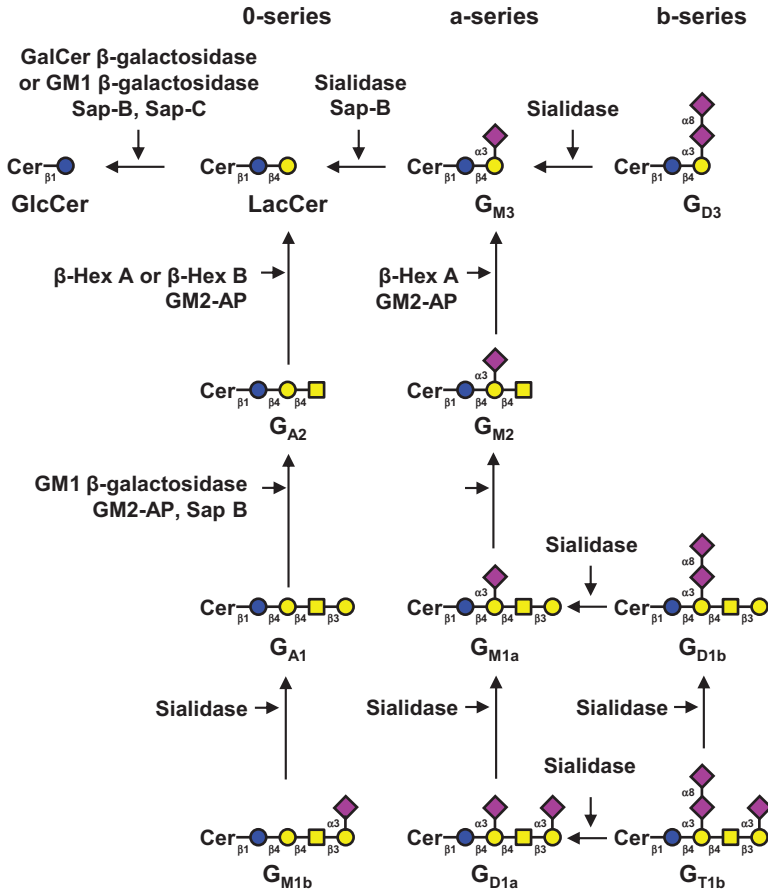 0-series
a-series
b-series
GalCer β-galactosidase
or GM1 β-galactosidase
Sap-B, Sap-C
Sialidase
Sap-B
Sialidase
α8
α3
α3
Cer
β1
Cer
β1 β4
Cer
β1 β4
Cer
β1 β4
GlcCer
LacCer
GM3
GD3
β-Hex A or β-Hex B
GM2-AP
β-Hex A
GM2-AP
α3
Cer
β1 β4 β4
Cer
β1 β4 β4
GA2
GM2
GM1 β-galactosidase
GM2-AP, Sap B
Sialidase
α8
α3
α3
Cer
β1 β4 β4 β3
Cer
β1 β4 β4 β3
Cer
β1 β4 β4 β3
GA1
GM1a
GD1b
Sialidase
Sialidase
Sialidase
Sialidase
α8
α3
α3
α3
α3
α3
Cer
β1 β4 β4 β3
Cer
β1 β4 β4 β3
Cer
β1 β4 β4 β3
GM1b
GD1a
GT1b